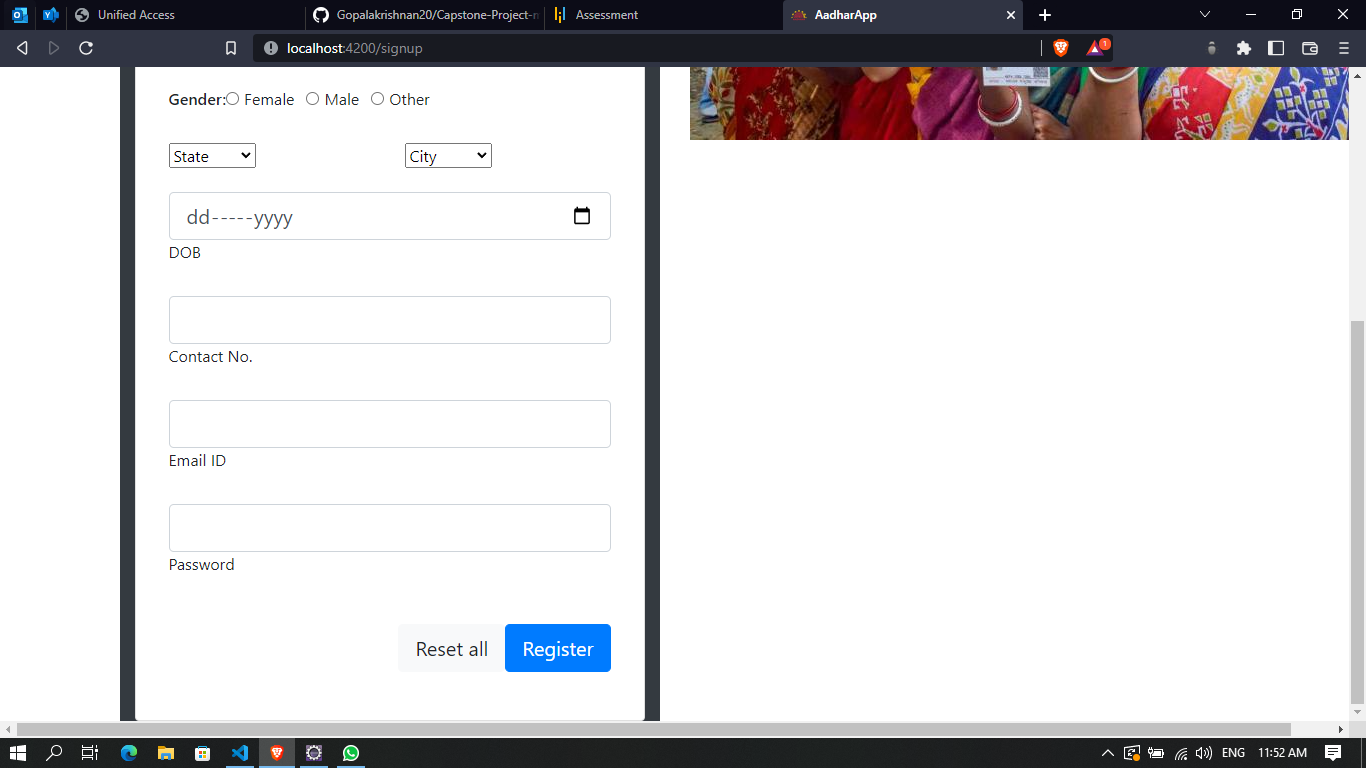 Unified Access
Gopalakrishnan20/Capstone-Project-n
Assessment
AadharApp
localhost:4200/signup
1
Gender: Female Male Other
State City
dd-----yyyy
DOB
Contact No.
Email ID
Password
Reset all Register
ENG 11:52 AM